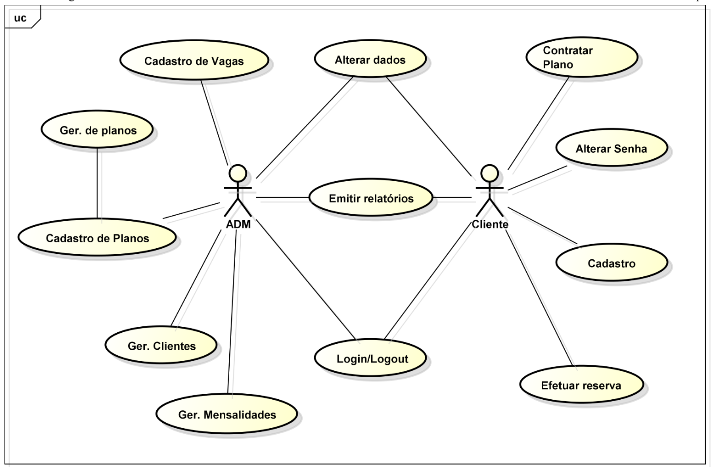 uc
Cadastro de Vagas
Alterar dados
Contratar
Plano
Ger. de planos
Alterar Senha
Emitir relatórios
ADM
Cliente
Cadastro de Planos
Cadastro
Ger. Clientes
Login/Logout
Efetuar reserva
Ger. Mensalidades